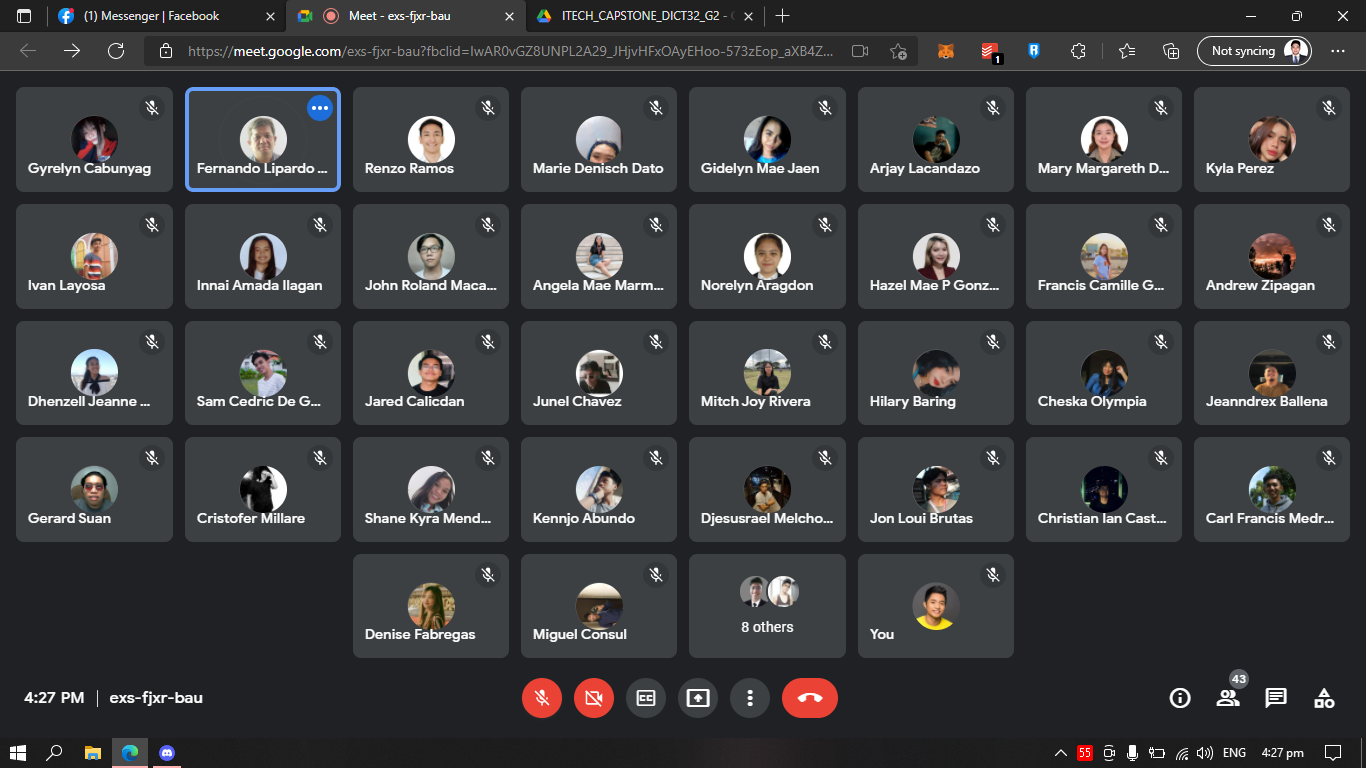 (1) Messenger | Facebook
Meet - exs-fjxr-bau
ITECH_CAPSTONE_DICT32_G2 -
https://meet.google.com/exs-fjxr-bau?fbclid=IwAR0vGZ8UNPL2A29_JHjvHFxOAyEHoo-573zEop_aXB4Z...
1
Not syncing
Gyrelyn Cabunyag
Fernando Lipardo ...
Renzo Ramos
Marie Denisch Dato
Gidelyn Mae Jaen
Arjay Lacandazo
Mary Margareth D...
Kyla Perez
Ivan Layosa
Innai Amada Ilagan
John Roland Maca...
Angela Mae Marm...
Norelyn Aragdon
Hazel Mae P Gonz...
Francis Camille G...
Andrew Zipagan
Dhenzell Jeanne ...
Sam Cedric De G...
Jared Calicdan
Junel Chavez
Mitch Joy Rivera
Hilary Baring
Cheska Olympia
Jeanndrex Ballena
Gerard Suan
Cristofer Millare
Shane Kyra Mend...
Kennjo Abundo
Djesusrael Melcho...
Jon Loui Brutas
Christian Ian Cast...
Carl Francis Medr...
Denise Fabregas
Miguel Consul
8 others
You
4:27 PM | exs-fjxr-bau
43
55
ENG
4:27 pm